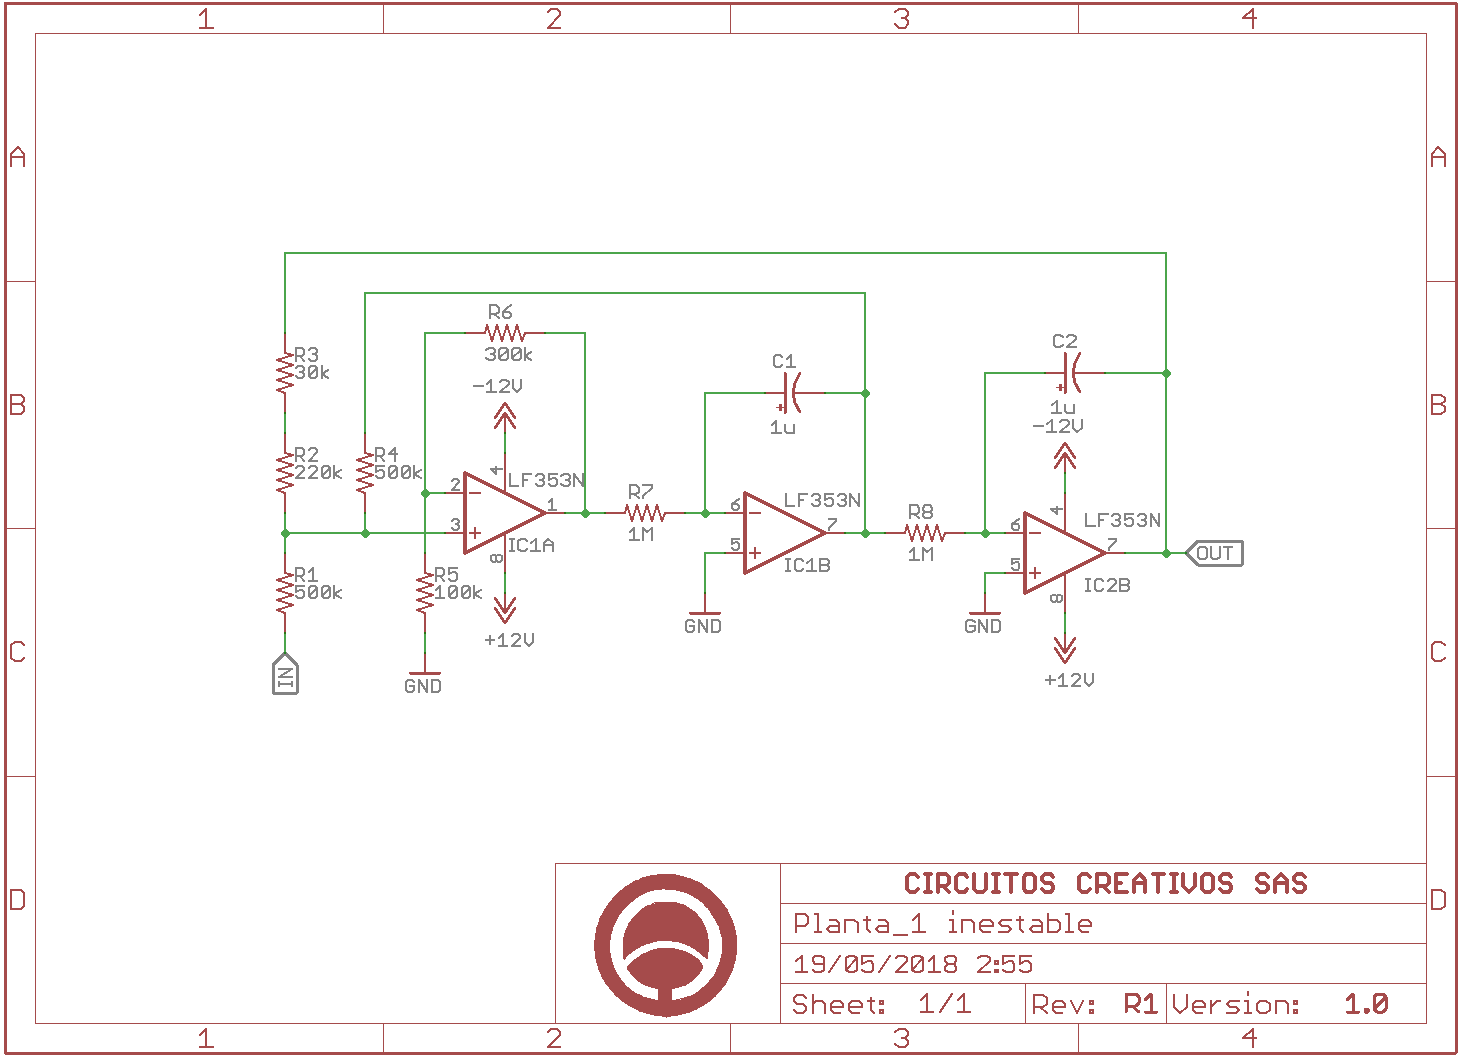 1 2 3 4
A A
R6
300k
C2
R3
30k
C1
-12V
1u
B B
1u
-12V
R2
220k
R4
500k
4
LF353N
2
1
3
IC1A
8
R7
1M
6
LF353N
7
5
IC1B
R8
1M
4
LF353N
6
7
5
IC2B
8
OUT
R1
500k
R5
100k
+12V
GND
GND
C C
IN
GND
+12V
CIRCUITOS CREATIVOS SAS
D D
Planta_1 inestable
19/05/2018 2:55
Sheet: 1/1 Rev: R1 Version: 1.0
1 2 3 4